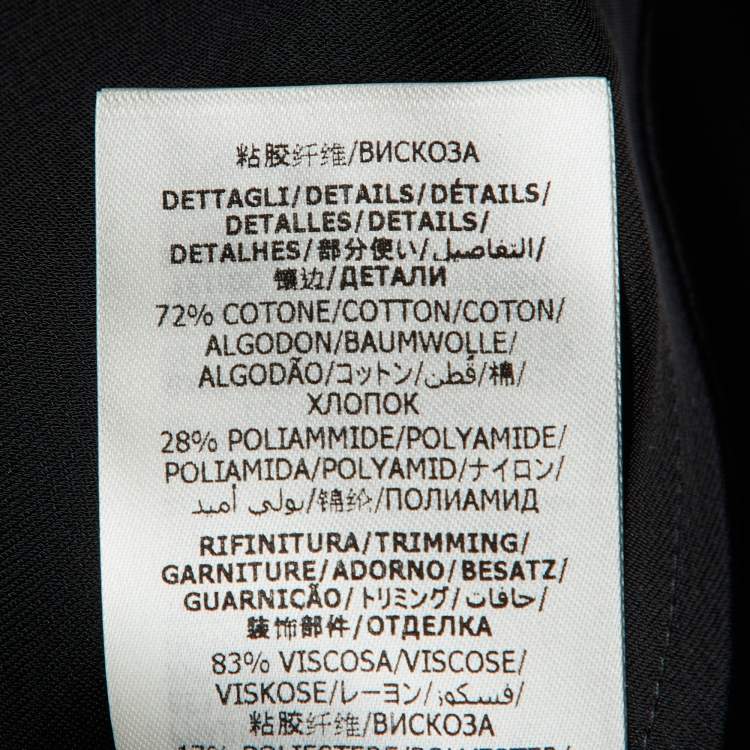 粘胶纤维/ВИСКОЗА
DETTAGLI/DETAILS/DÉTAILS/
DETALLES/DETAILS/
DETALHES/部分使い/التفاصيل/
镶边/ДЕТАЛИ
72% COTONE/COTTON/COTON/
ALGODON/BAUMWOLLE/
ALGODÃO/コットン/قطن/棉/
ХЛОПОК
28% POLIAMMIDE/POLYAMIDE/
POLIAMIDA/POLYAMID/ナイロン/
بولي أميد/锦纶/ПОЛИАМИД
RIFINITURA/TRIMMING/
GARNITURE/ADORNO/BESATZ/
GUARNIÇÃO/トリミング/حافات/
装饰部件/ОТДЕЛКА
83% VISCOSA/VISCOSE/
VISKOSE/レーヨン/فسكوز/
粘胶纤维/ВИСКОЗА
17% POLIESTERE/POLYESTER/